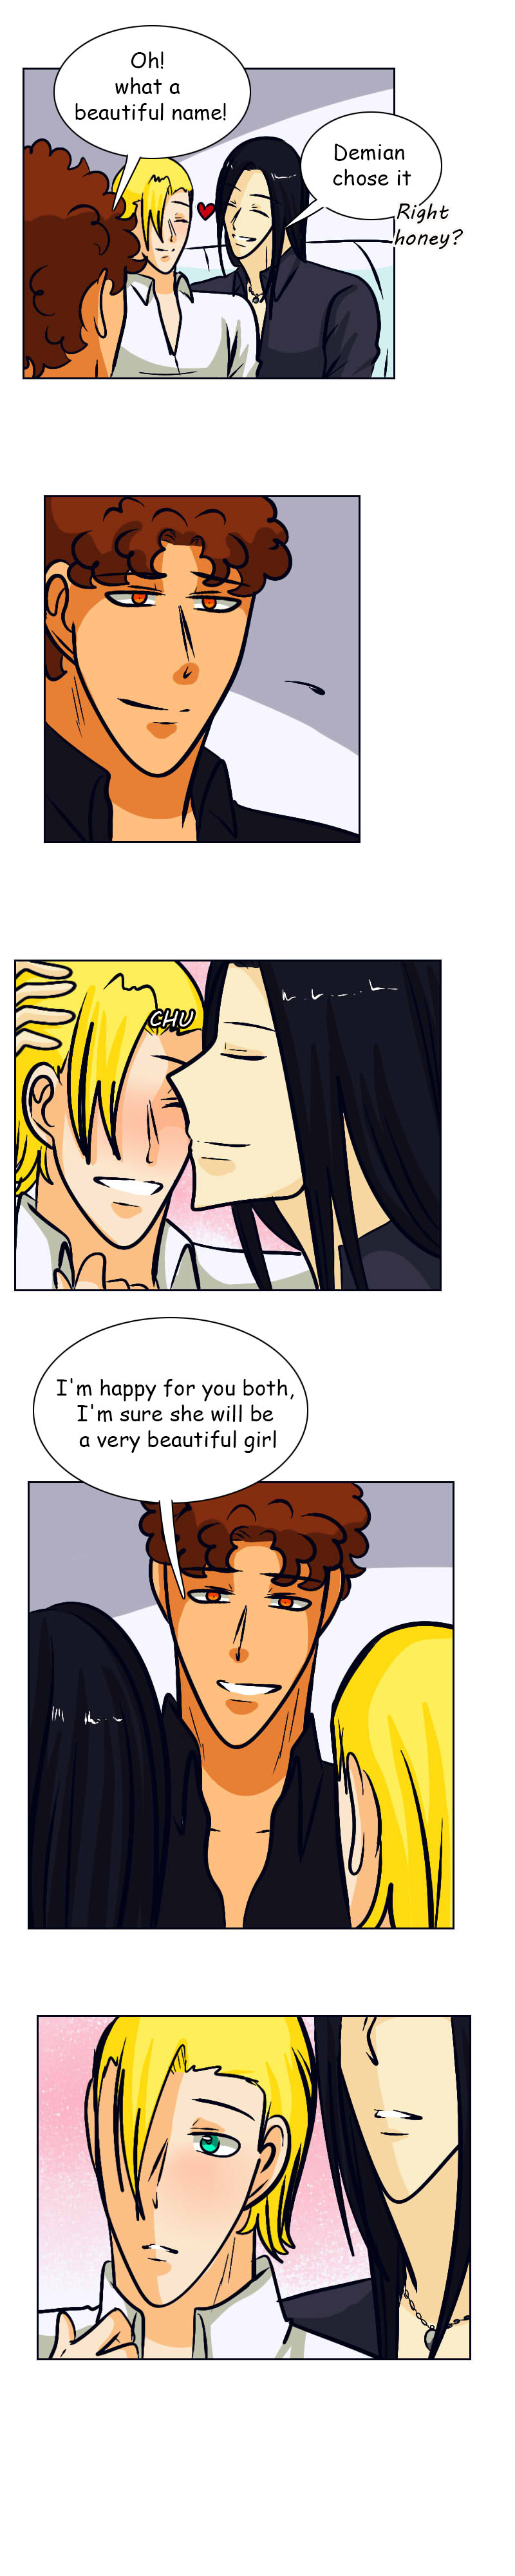 Oh!
what a
beautiful name!
Demian
chose it
Right
honey?
CHU
I'm happy for you both,
I'm sure she will be
a very beautiful girl